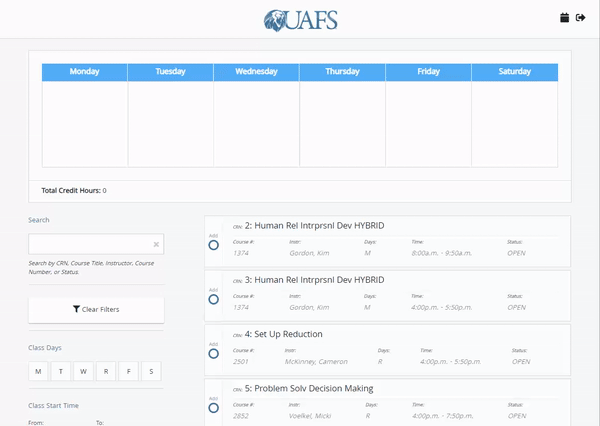 UAFS
Monday Tuesday Wednesday Thursday Friday Saturday
Total Credit Hours: 0
Search
Search by CRN, Course Title, Instructor, Course
Number, or Status.
Clear Filters
Class Days
M T W R F S
Class Start Time
From: To:
Add
CRN: 2: Human Rel Intrprsnl Dev HYBRID
Course #: Instr: Days: Time: Status:
1374 Gordon, Kim M 8:00a.m. - 9:50a.m. OPEN
Add
CRN: 3: Human Rel Intrprsnl Dev HYBRID
Course #: Instr: Days: Time: Status:
1374 Gordon, Kim M 4:00p.m. - 5:50p.m. OPEN
Add
CRN: 4: Set Up Reduction
Course #: Instr: Days: Time: Status:
2501 McKinney, Cameron R 4:00p.m. - 5:50p.m. OPEN
Add
CRN: 5: Problem Solv Decision Making
Course #: Instr: Days: Time: Status:
2852 Voelkel, Micki R 4:00p.m. - 7:50p.m. OPEN